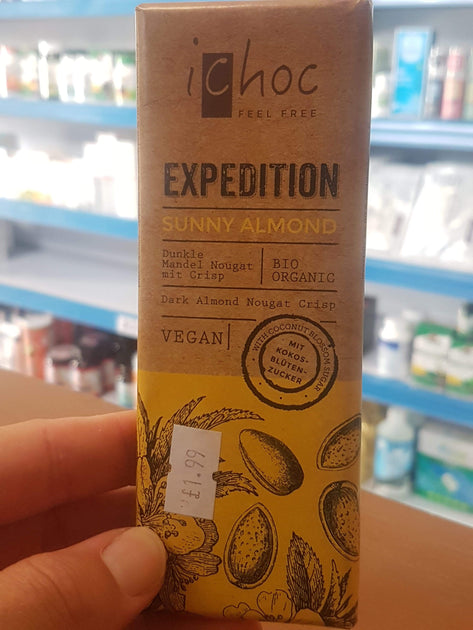 ichoc
FEEL FREE
EXPEDITION
SUNNY ALMOND
Dunkle
Mandel Nougat
mit Crisp
BIO
ORGANIC
Dark Almond Nougat Crisp
VEGAN
WITH COCONUT BLOSSOM SUGAR
MIT
KOKOS-
BLÜTEN-
ZUCKER
£1.99